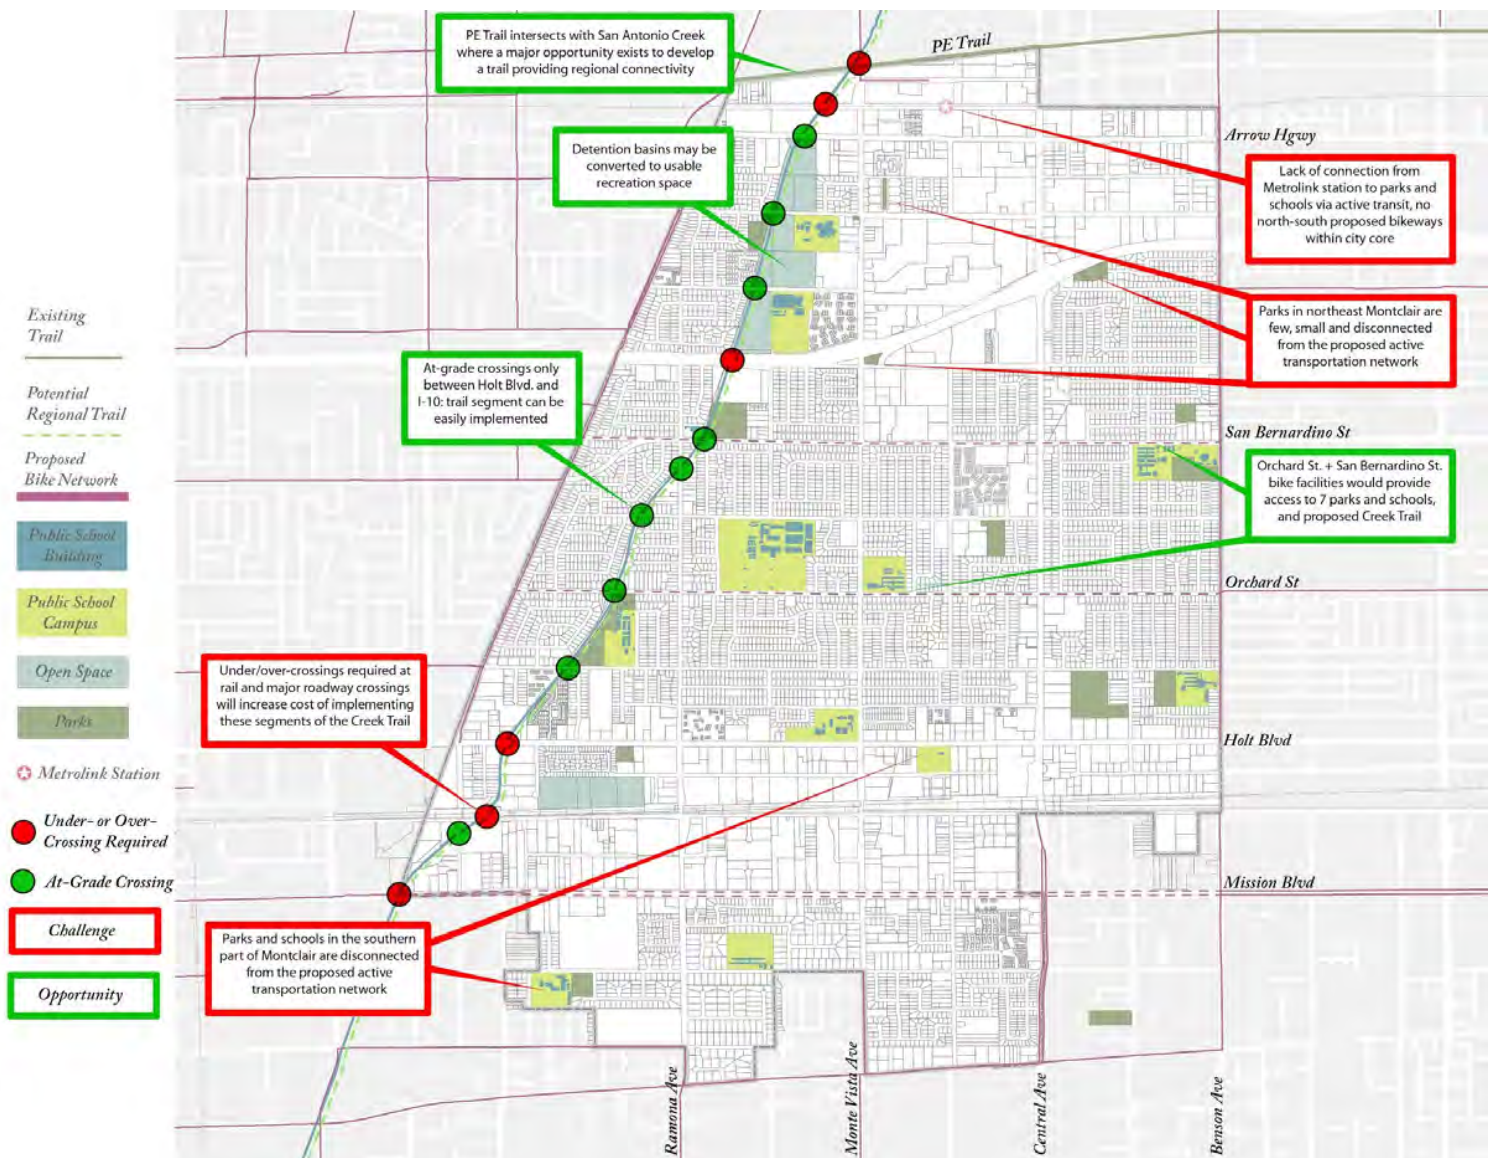 PE Trail intersects with San Antonio Creek
where a major opportunity exists to develop
a trail providing regional connectivity
PE Trail
Detention basins may be
converted to usable
recreation space
Arrow Hgwy
Lack of connection from
Metrolink station to parks and
schools via active transit, no
north-south proposed bikeways
within city core
Parks in northeast Montclair are
few, small and disconnected
from the proposed active
transportation network
At-grade crossings only
between Holt Blvd. and
I-10: trail segment can be
easily implemented
San Bernardino St
Orchard St. + San Bernardino St.
bike facilities would provide
access to 7 parks and schools,
and proposed Creek Trail
Orchard St
Under/over-crossings required at
rail and major roadway crossings
will increase cost of implementing
these segments of the Creek Trail
Holt Blvd
Mission Blvd
Parks and schools in the southern
part of Montclair are disconnected
from the proposed active
transportation network
Ramona Ave
Monte Vista Ave
Central Ave
Benson Ave
Existing
Trail
Potential
Regional Trail
Proposed
Bike Network
Public School
Building
Public School
Campus
Open Space
Parks
Metrolink Station
Under- or Over-
Crossing Required
At-Grade Crossing
Challenge
Opportunity